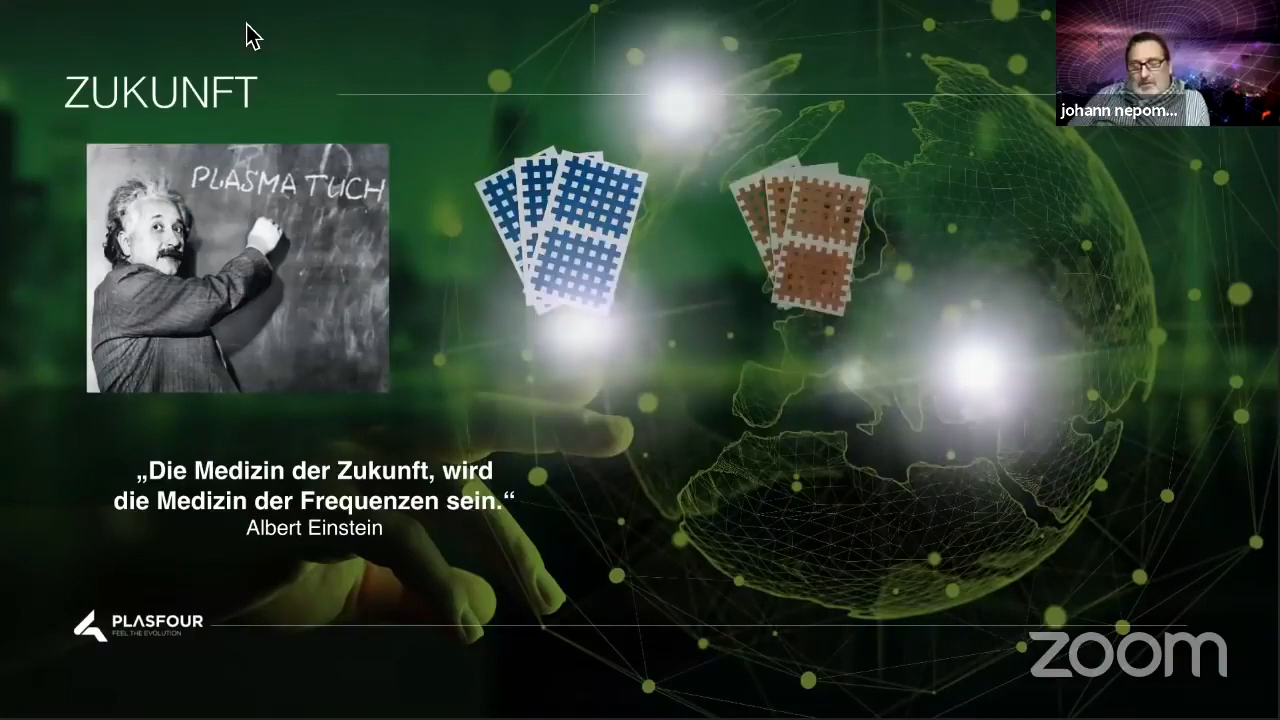 ZUKUNFT
johann nepom...
PLASMA TUCH
„Die Medizin der Zukunft, wird
die Medizin der Frequenzen sein.“
Albert Einstein
PLASFOUR
FEEL THE EVOLUTION
zoom